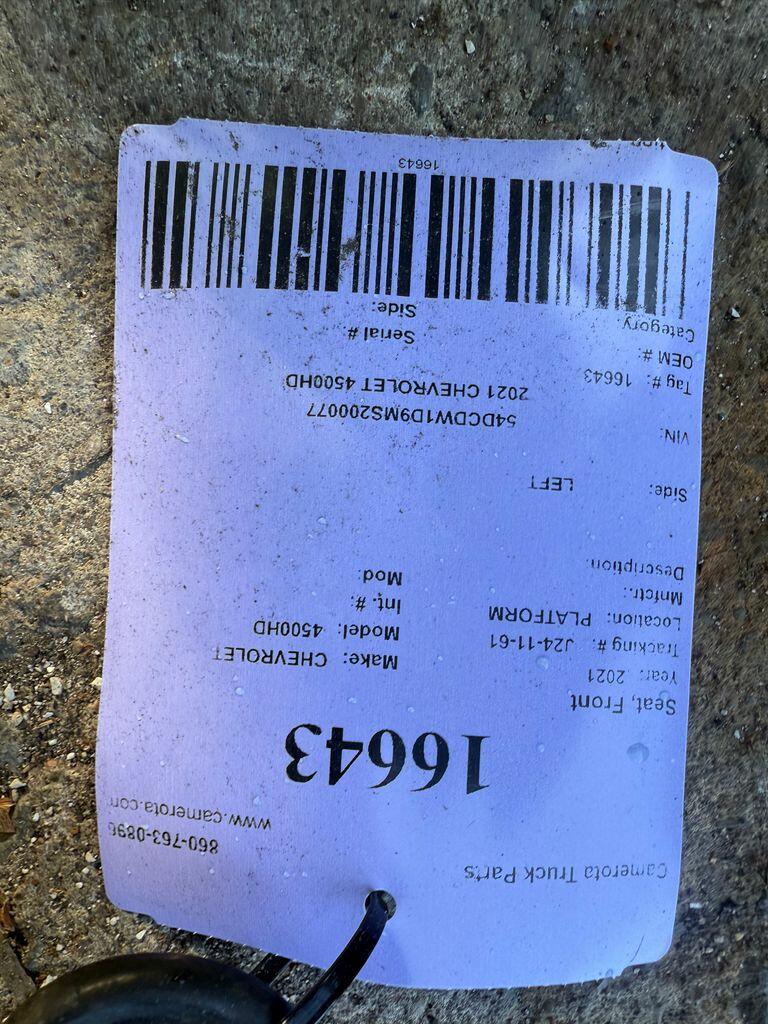 Camerota Truck Parts
860-763-0896
www.camerota.com
16643
Seat, Front
Year: 2021 Make: CHEVROLET
Tracking #: J24-11-61 Model: 4500HD
Location: PLATFORM Int. #:
Mnfctr.: Mod:
Description:
Side: LEFT
VIN: 54DCDW1D9MS200077
2021 CHEVROLET 4500HD
Tag #: 16643
OEM #: Serial #
Category: Side:
16643